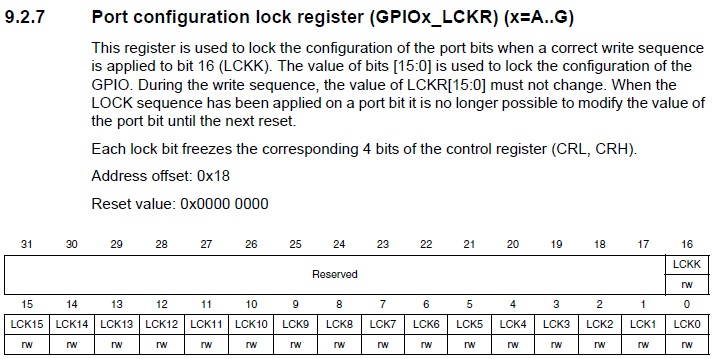 9.2.7 Port configuration lock register (GPIOx_LCKR) (x=A..G)
This register is used to lock the configuration of the port bits when a correct write sequence
is applied to bit 16 (LCKK). The value of bits [15:0] is used to lock the configuration of the
GPIO. During the write sequence, the value of LCKR[15:0] must not change. When the
LOCK sequence has been applied on a port bit it is no longer possible to modify the value of
the port bit until the next reset.
Each lock bit freezes the corresponding 4 bits of the control register (CRL, CRH).
Address offset: 0x18
Reset value: 0x0000 0000
31 30 29 28 27 26 25 24 23 22 21 20 19 18 17 16
Reserved LCKK
rw
15 14 13 12 11 10 9 8 7 6 5 4 3 2 1 0
LCK15 LCK14 LCK13 LCK12 LCK11 LCK10 LCK9 LCK8 LCK7 LCK6 LCK5 LCK4 LCK3 LCK2 LCK1 LCK0
rw rw rw rw rw rw rw rw rw rw rw rw rw rw rw rw